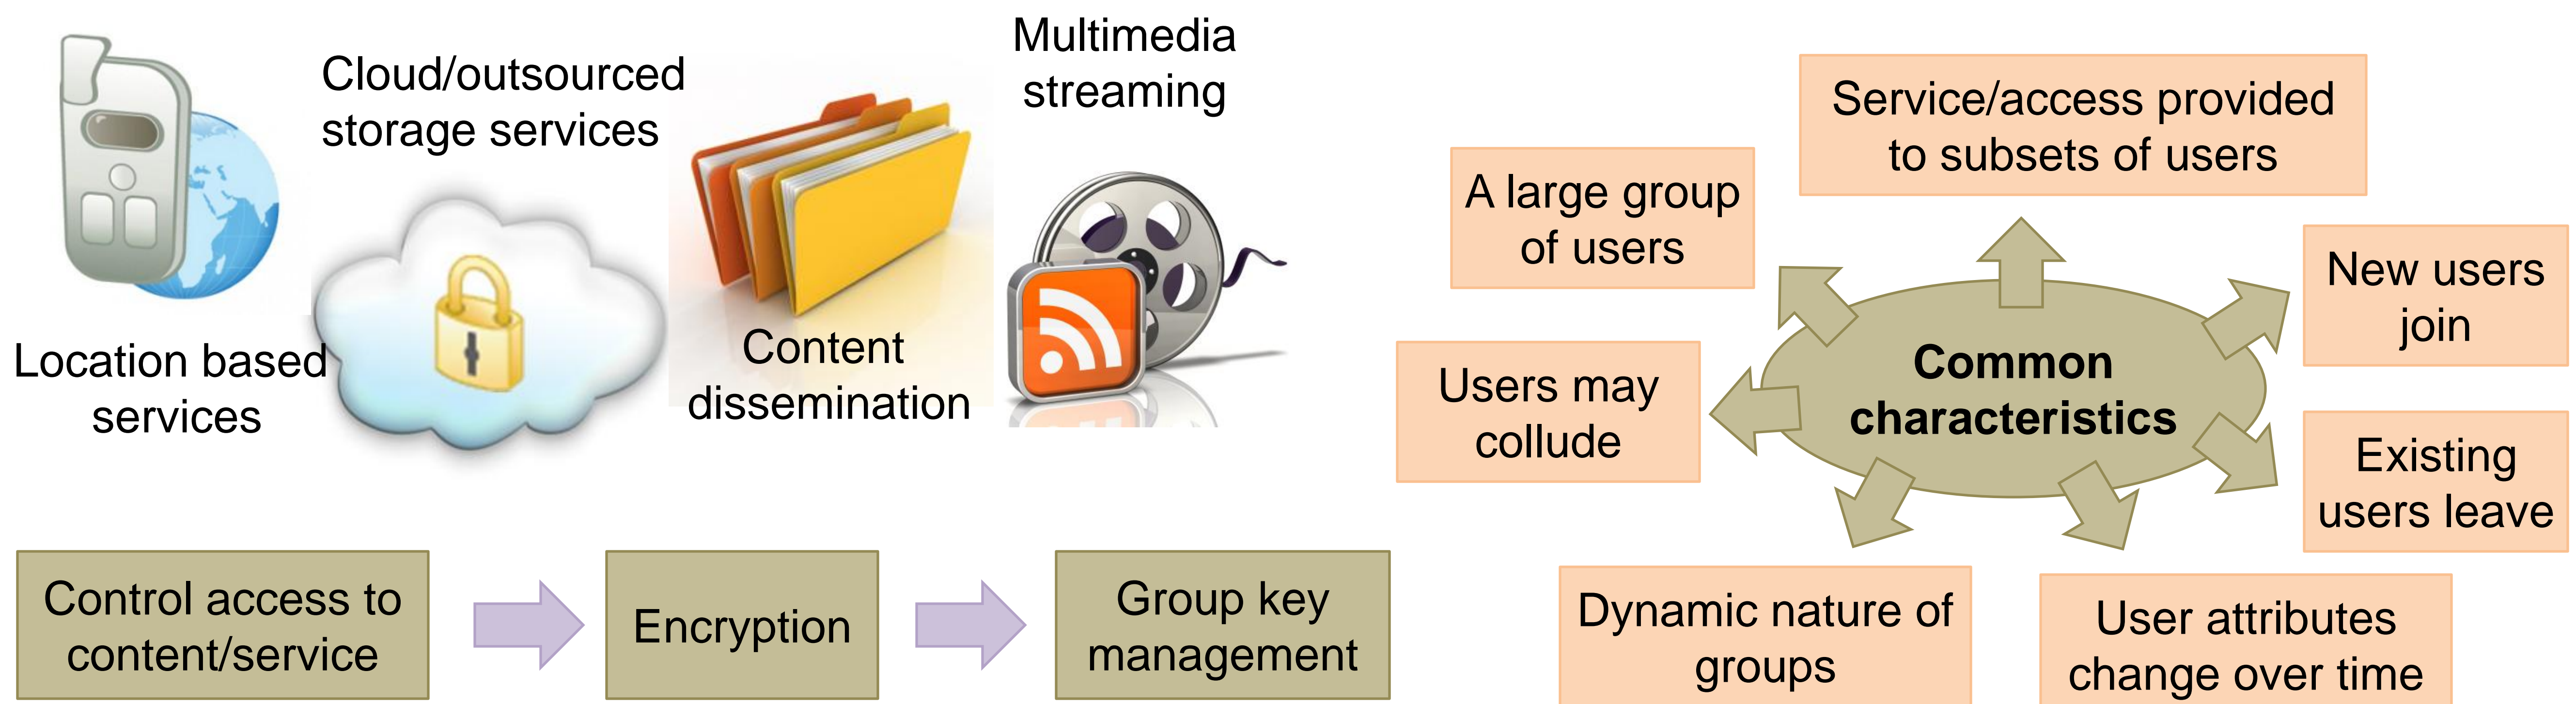 Location based
services
Cloud/outsourced
storage services
Content
dissemination
Multimedia
streaming
Control access to
content/service
Encryption
Group key
management
Common
characteristics
Service/access provided
to subsets of users
A large group
of users
New users
join
Users may
collude
Existing
users leave
Dynamic nature of
groups
User attributes
change over time